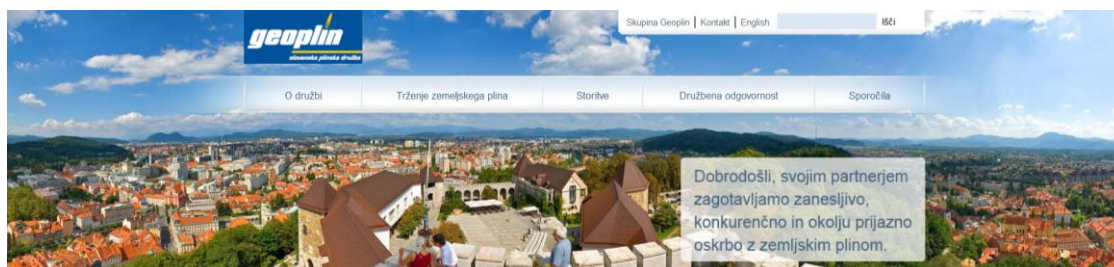 geoplin
slovenska plinska družba
Skupina Geoplin | Kontakt | English
Išči
O družbi
Trženje zemeljskega plina
Storitve
Družbena odgovornost
Sporočila
Dobrodošli, svojim partnerjem
zagotavljamo zanesljivo,
konkurenčno in okolju prijazno
oskrbo z zemljskim plinom.